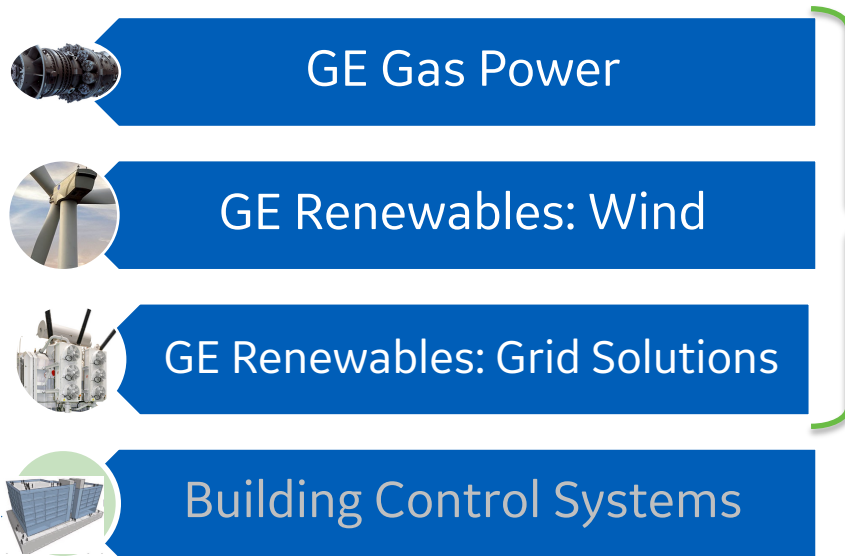 GE Gas Power
GE Renewables: Wind
GE Renewables: Grid Solutions
Building Control Systems